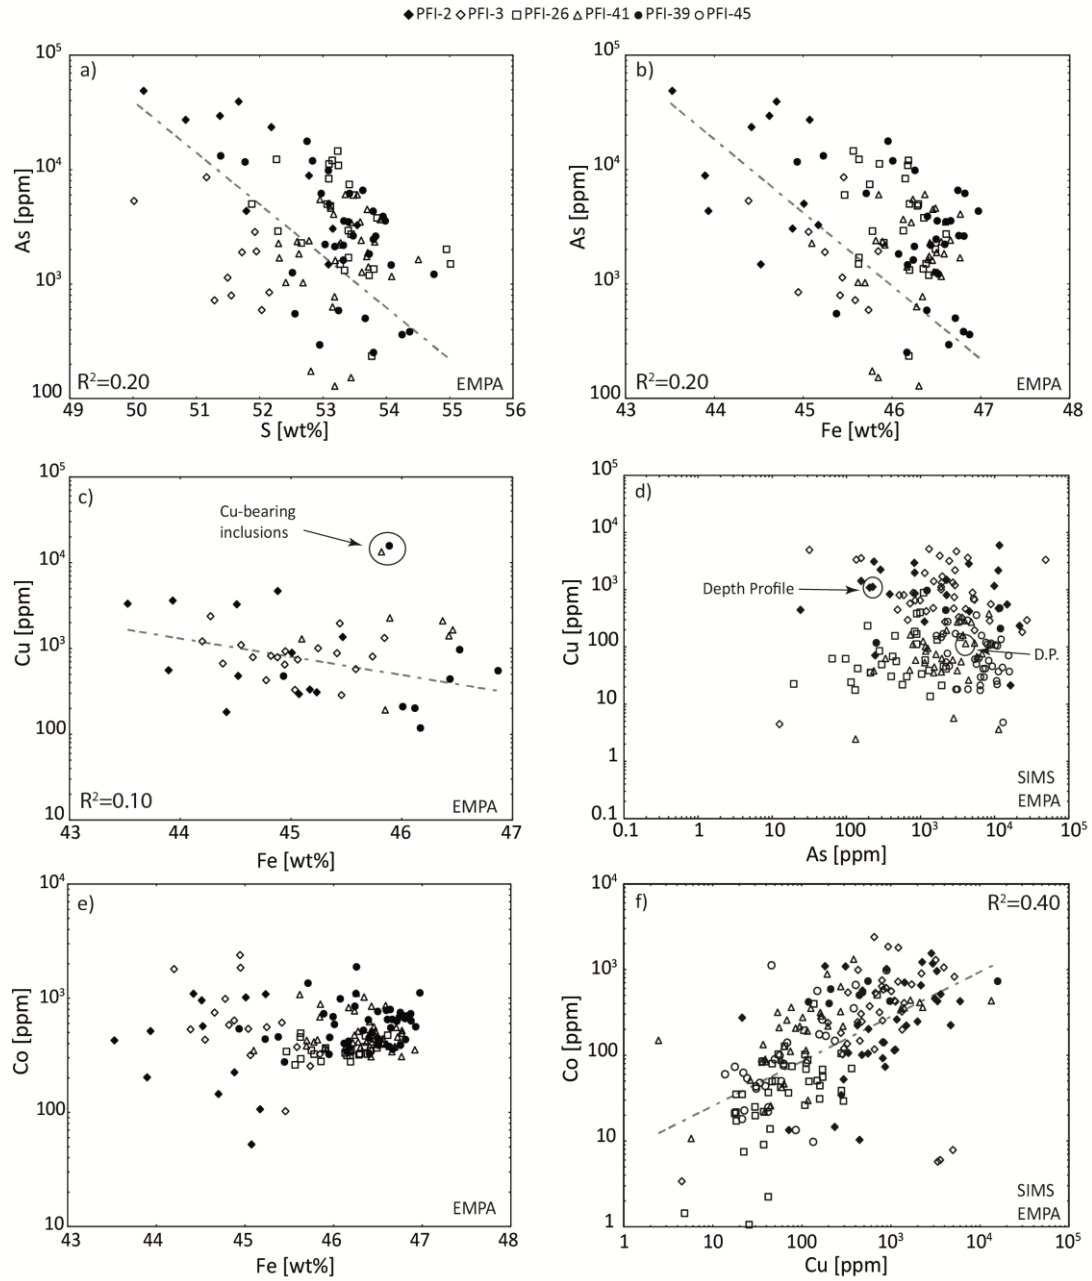 ◆PFI-2 ◇PFI-3 □PFI-26 △PFI-41 ●PFI-39 ○PFI-45
a)
10⁵
10⁴
10³
100
As [ppm]
R²=0.20
EMPA
49 50 51 52 53 54 55 56
S [wt%]
b)
10⁵
10⁴
10³
100
As [ppm]
R²=0.20
EMPA
43 44 45 46 47 48
Fe [wt%]
c)
10⁵
10⁴
10³
100
10
Cu [ppm]
Cu-bearing
inclusions
R²=0.10
EMPA
43 44 45 46 47
Fe [wt%]
d)
10⁵
10⁴
10³
100
10
1
0.1
Cu [ppm]
Depth Profile
D.P.
SIMS
EMPA
0.1 1 10 100 10³ 10⁴ 10⁵
As [ppm]
e)
10⁴
10³
100
10
Co [ppm]
EMPA
43 44 45 46 47 48
Fe [wt%]
f)
R²=0.40
10⁴
10³
100
10
1
Co [ppm]
SIMS
EMPA
1 10 100 10³ 10⁴ 10⁵
Cu [ppm]